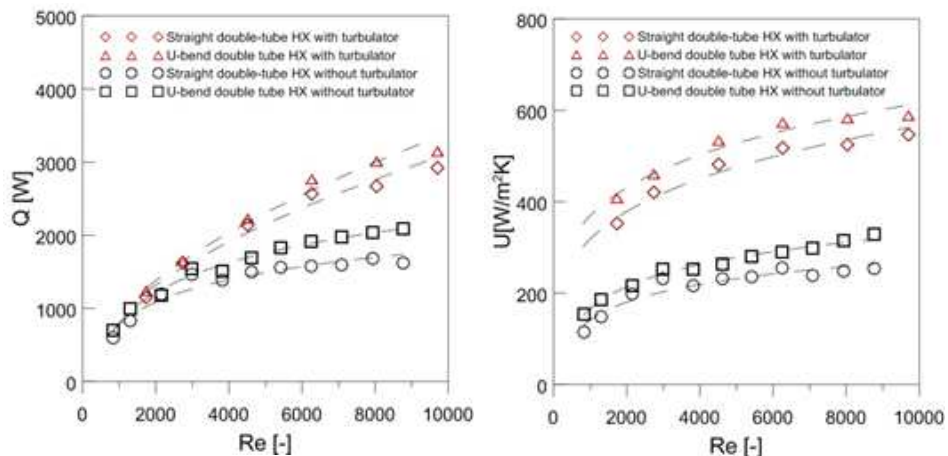 5000
4000
3000
2000
1000
0
Q [W]
Straight double-tube HX with turbulator
U-bend double tube HX with turbulator
Straight double-tube HX without turbulator
U-bend double tube HX without turbulator
0 2000 4000 6000 8000 10000
Re [-]
800
600
400
200
0
U[W/m²K]
Straight double-tube HX with turbulator
U-bend double tube HX with turbulator
Straight double-tube HX without turbulator
U-bend double tube HX without turbulator
0 2000 4000 6000 8000 10000
Re [-]